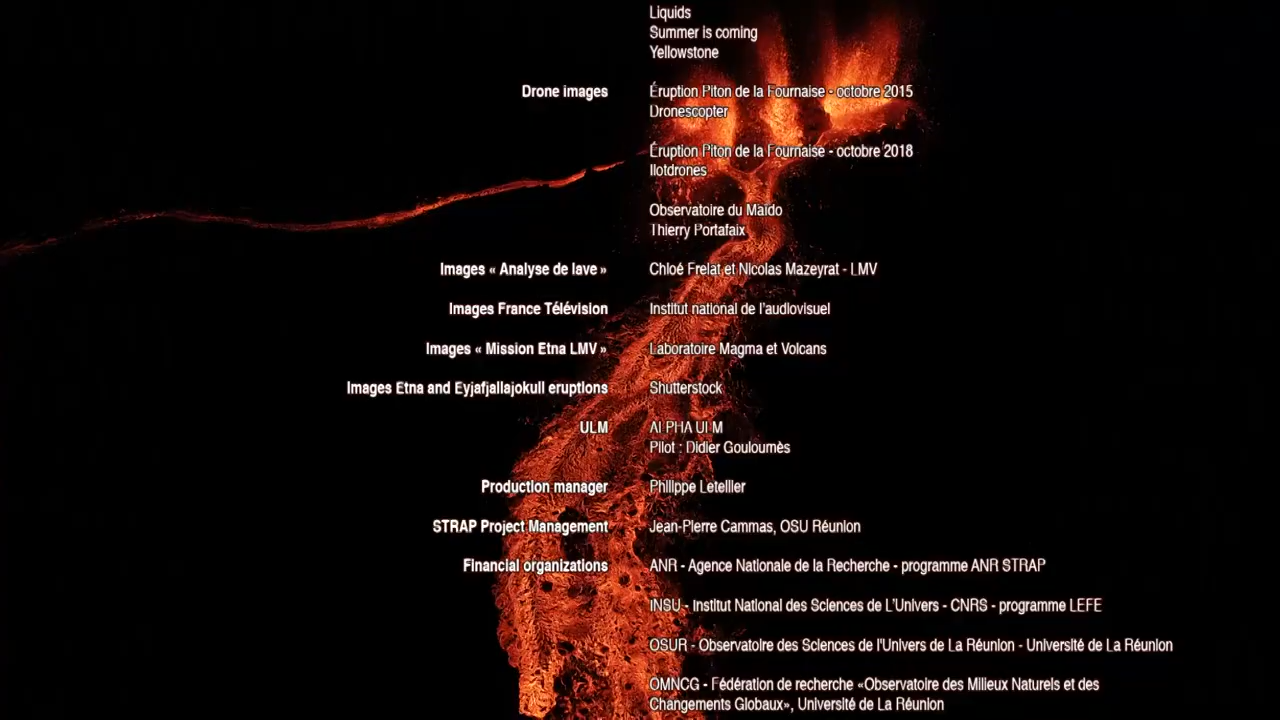 Liquids
Summer is coming
Yellowstone
Drone images
Éruption Piton de la Fournaise - octobre 2015
Dronescopter
Éruption Piton de la Fournaise - octobre 2018
Ilotdrones
Observatoire du Maïdo
Thierry Portafaix
Images « Analyse de lave »
Chloé Frelat et Nicolas Mazeyrat - LMV
Images France Télévision
Institut national de l'audiovisuel
Images « Mission Etna LMV »
Laboratoire Magma et Volcans
Images Etna and Eyjafjallajokull eruptions
Shutterstock
ULM
ALPHA ULM
Pilot : Didier Gouloumès
Production manager
Philippe Letellier
STRAP Project Management
Jean-Pierre Cammas, OSU Réunion
Financial organizations
ANR - Agence Nationale de la Recherche - programme ANR STRAP
INSU - Institut National des Sciences de L'Univers - CNRS - programme LEFE
OSUR - Observatoire des Sciences de l'Univers de La Réunion - Université de La Réunion
OMNCG - Fédération de recherche «Observatoire des Milieux Naturels et des
Changements Globaux», Université de La Réunion